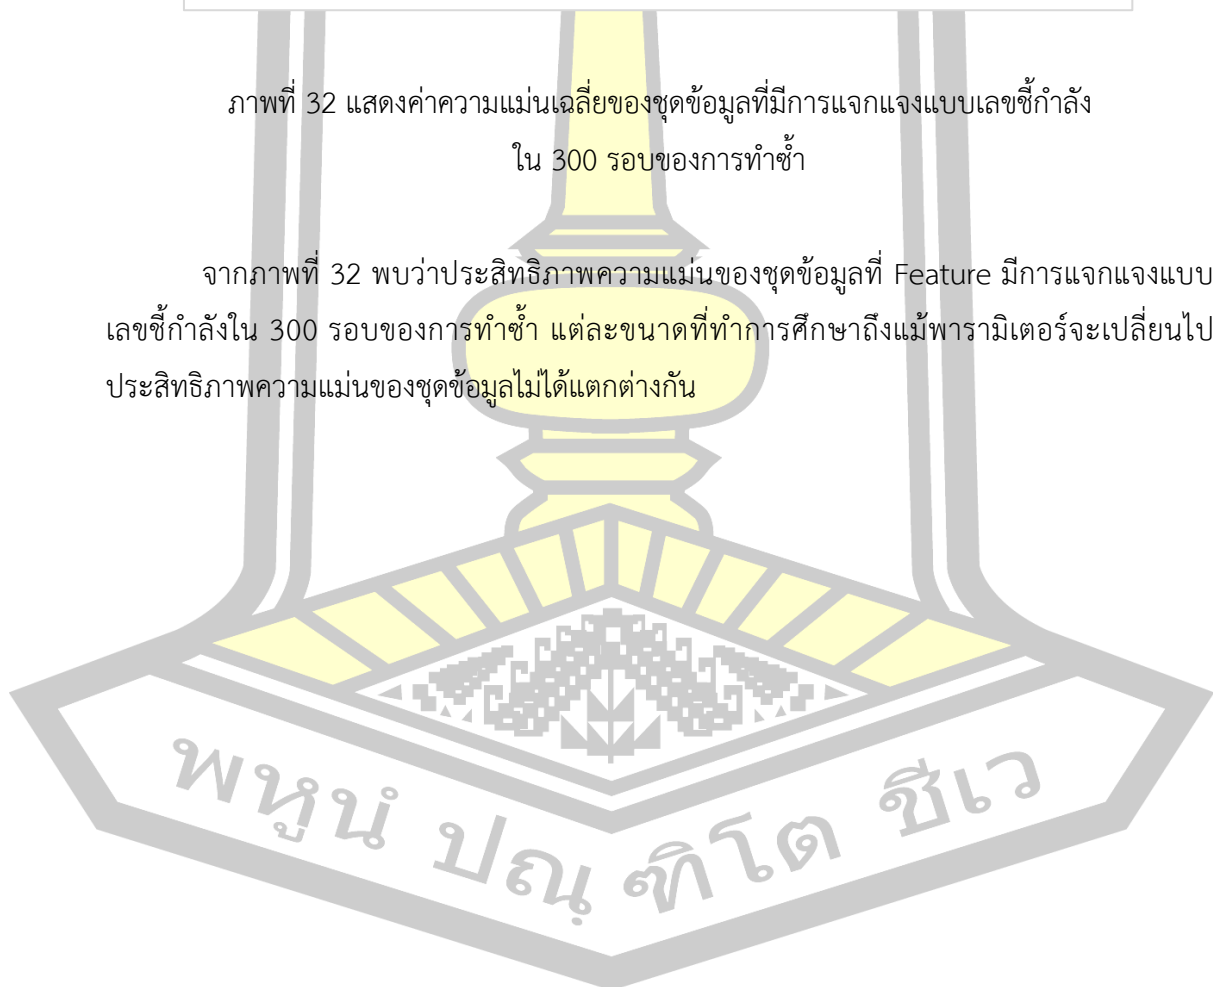 ภาพที่ 32 แสดงค่าความแม่นเฉลี่ยของชุดข้อมูลที่มีการแจกแจงแบบเลขชี้กำลัง
ใน 300 รอบของการทำซ้ำ
จากภาพที่ 32 พบว่าประสิทธิภาพความแม่นของชุดข้อมูลที่ Feature มีการแจกแจงแบบ
เลขชี้กำลังใน 300 รอบของการทำซ้ำ แต่ละขนาดที่ทำการศึกษาถึงแม้พารามิเตอร์จะเปลี่ยนไป
ประสิทธิภาพความแม่นของชุดข้อมูลไม่ได้แตกต่างกัน
พหูนํ ปณฺฑิโต ชีเว